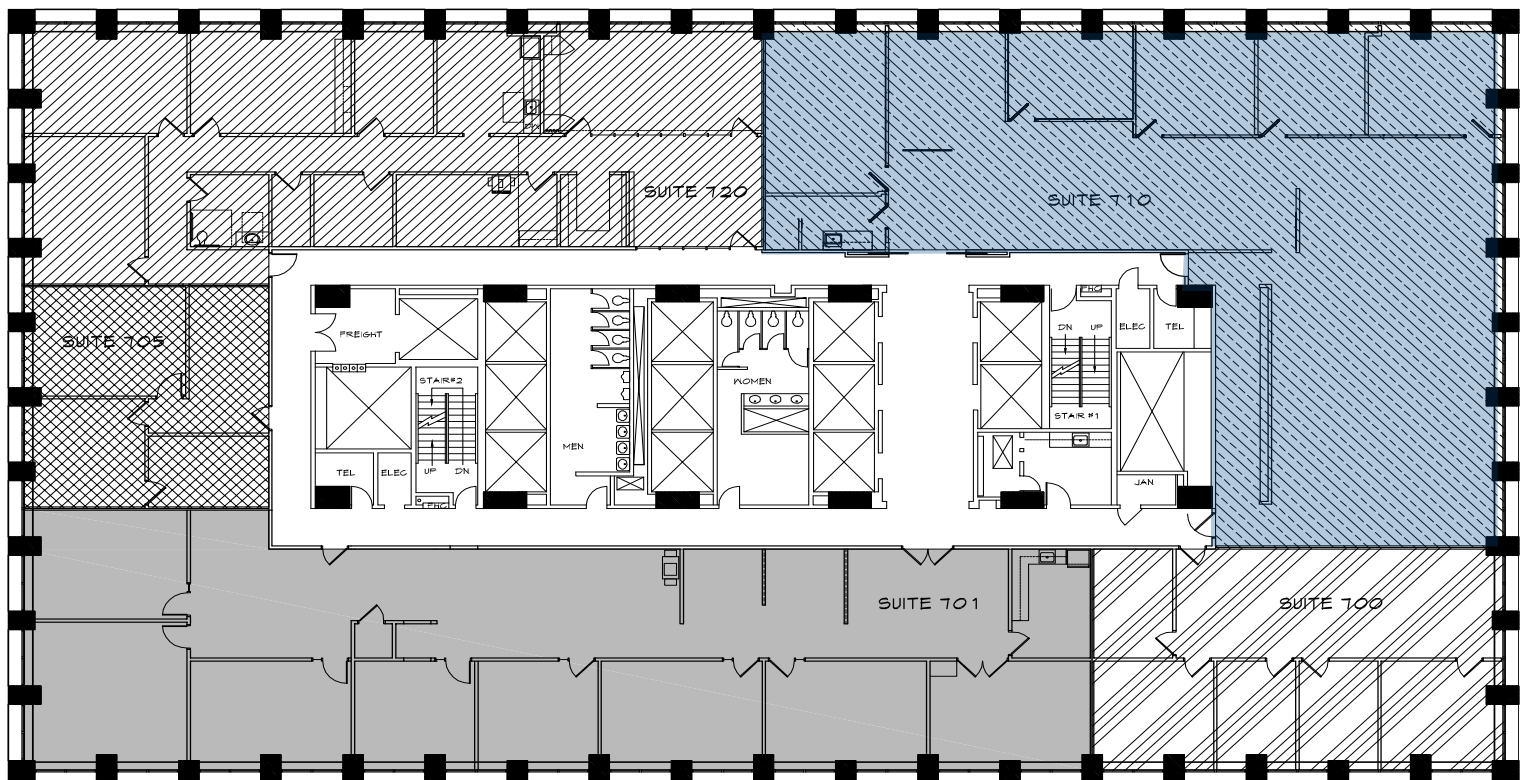 SUITE 720
SUITE 710
SUITE 705
FREIGHT
STAIR#2
MEN
WOMEN
FHC
DN
UP
ELEC
TEL
STAIR #1
TEL
ELEC
UP
DN
FHC
JAN
SUITE 701
SUITE 700